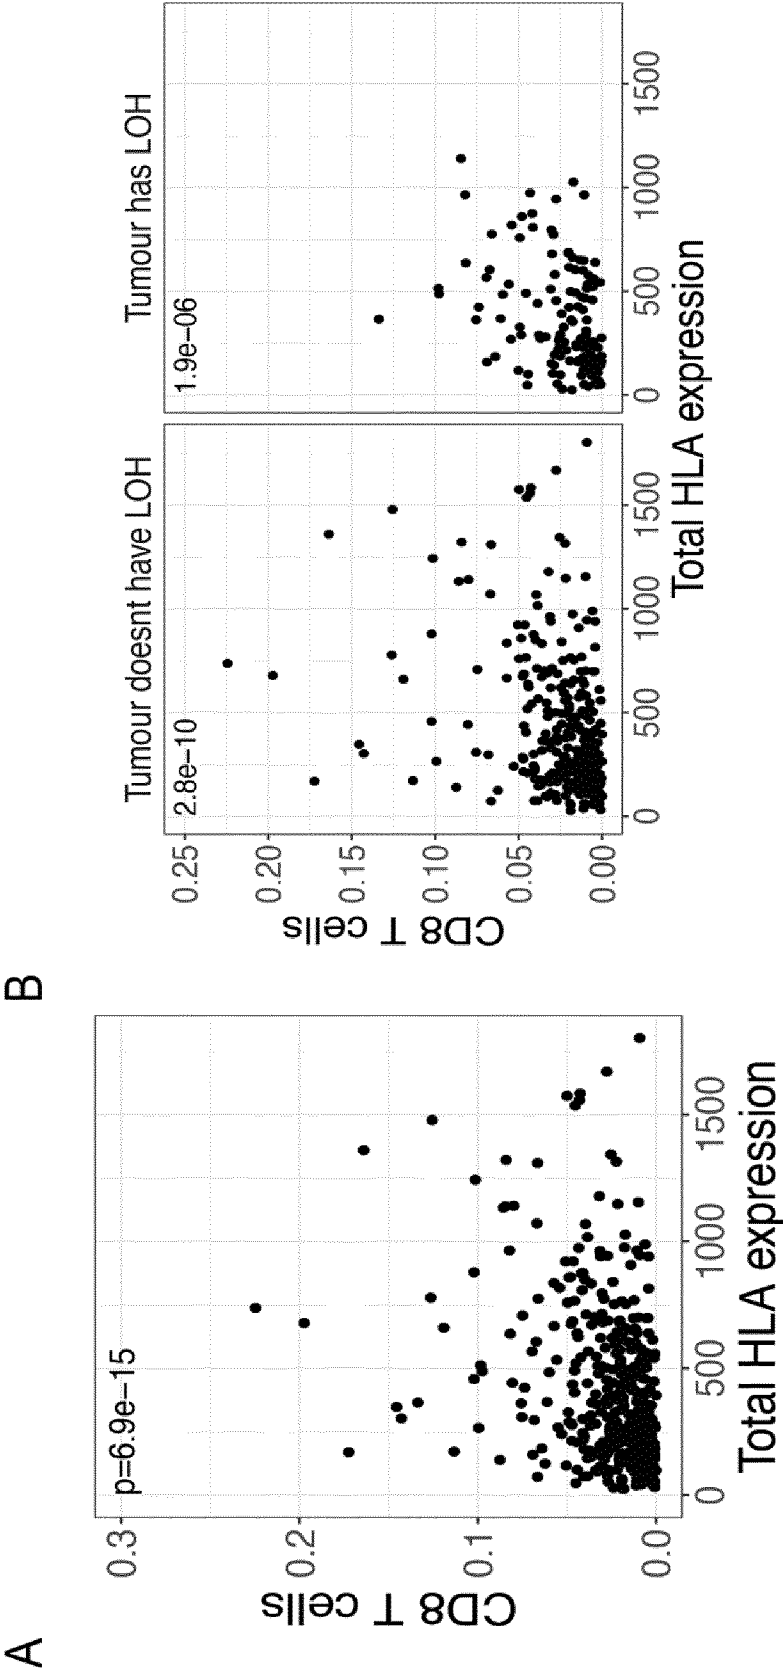 A
p=6.9e−15
CD8 T cells
0.3
0.2
0.1
0.0
0
500
1000
1500
Total HLA expression
B
Tumour doesnt have LOH
Tumour has LOH
2.8e−10
1.9e−06
CD8 T cells
0.25
0.20
0.15
0.10
0.05
0.00
0
500
1000
1500
0
500
1000
1500
Total HLA expression